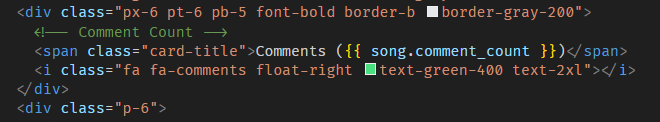 <div class="px-6 pt-6 pb-5 font-bold border-b border-gray-200">
<!-- Comment Count -->
<span class="card-title">Comments ({{ song.comment_count }})</span>
<i class="fa fa-comments float-right text-green-400 text-2xl"></i>
</div>
<div class="p-6">